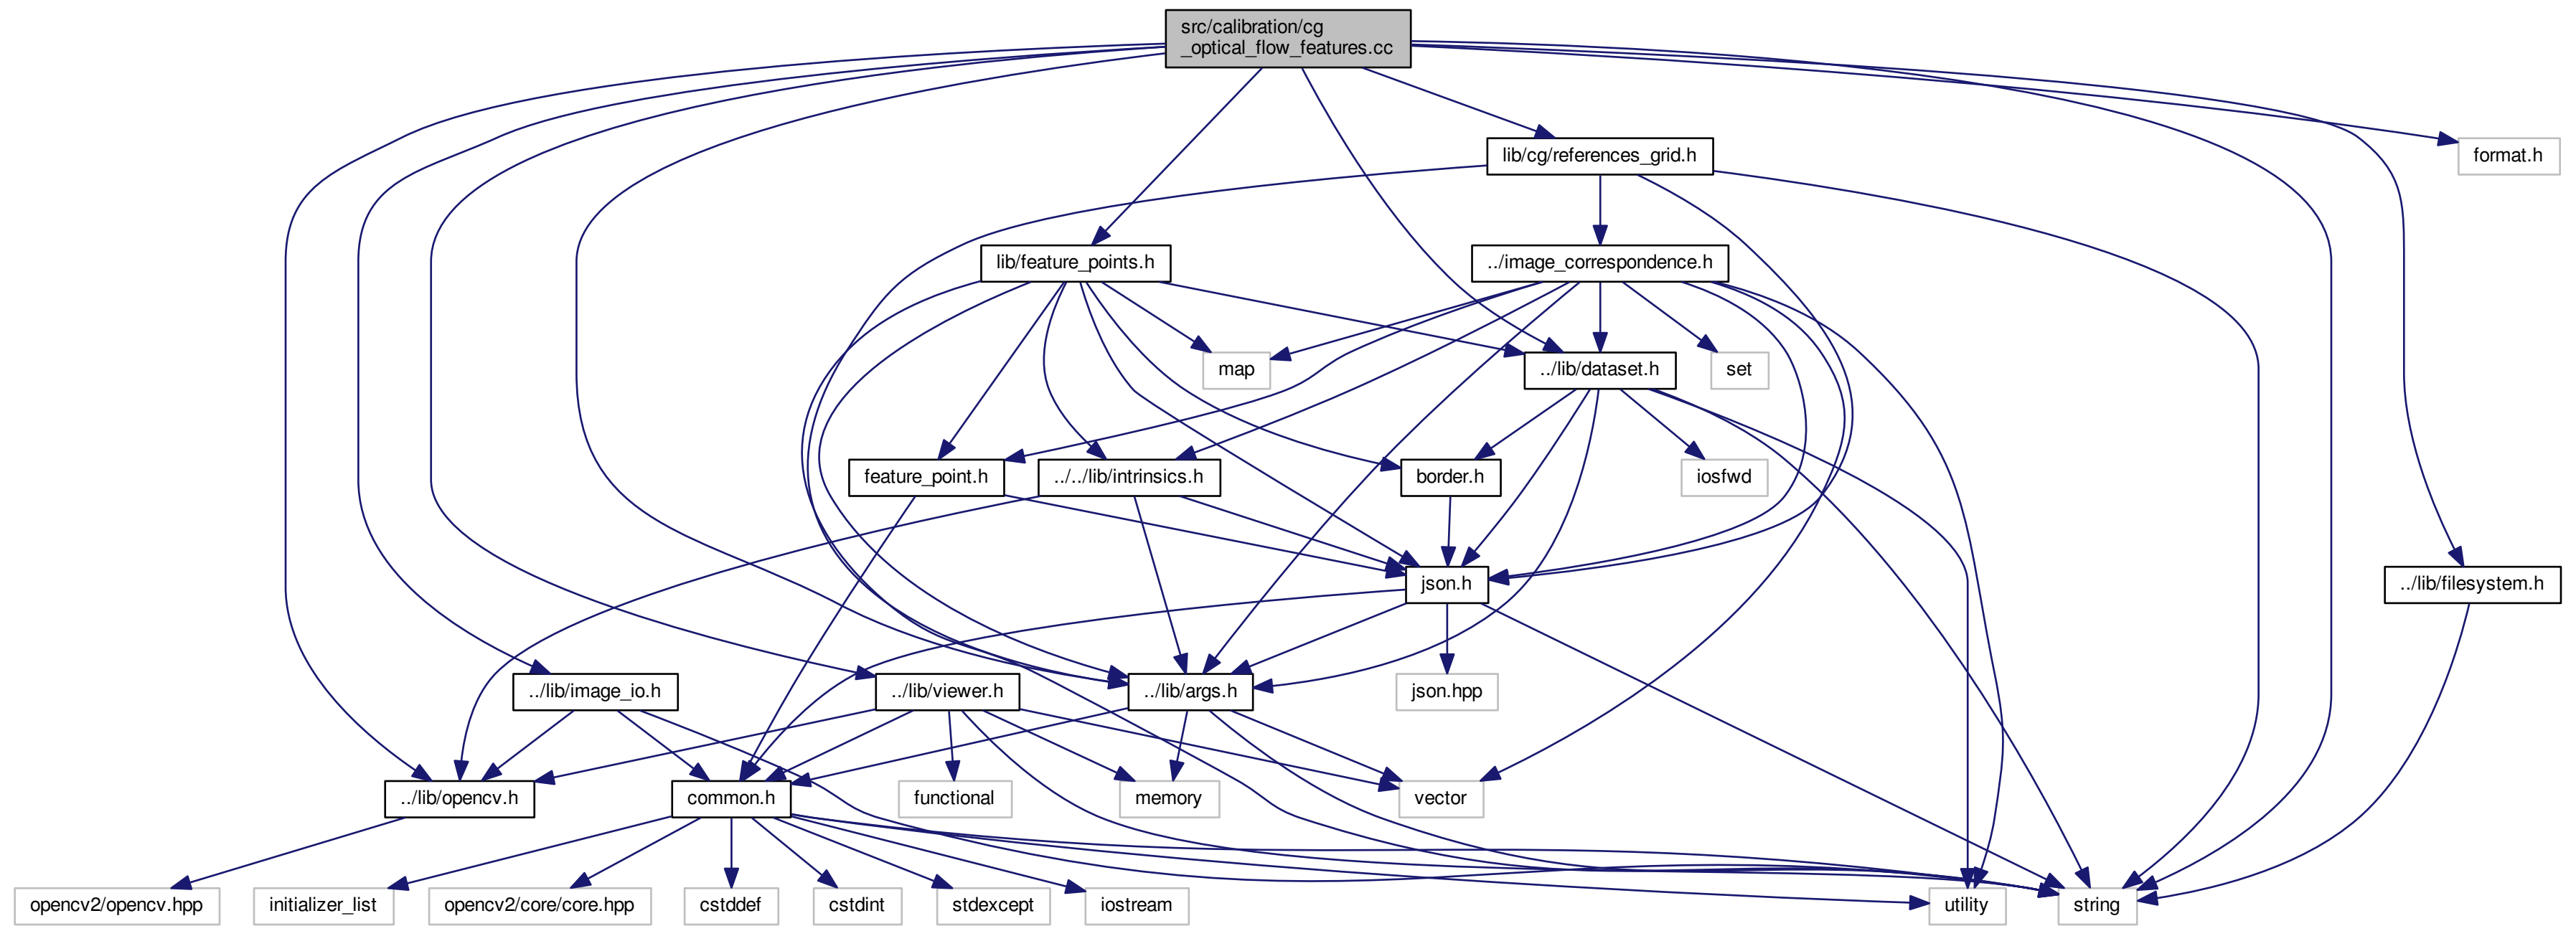 src/calibration/cg
_optical_flow_features.cc
lib/cg/references_grid.h
format.h
lib/feature_points.h
../image_correspondence.h
map
../lib/dataset.h
set
feature_point.h
../../lib/intrinsics.h
border.h
iosfwd
json.h
../lib/filesystem.h
../lib/image_io.h
../lib/viewer.h
../lib/args.h
json.hpp
../lib/opencv.h
common.h
functional
memory
vector
opencv2/opencv.hpp
initializer_list
opencv2/core/core.hpp
cstddef
cstdint
stdexcept
iostream
utility
string